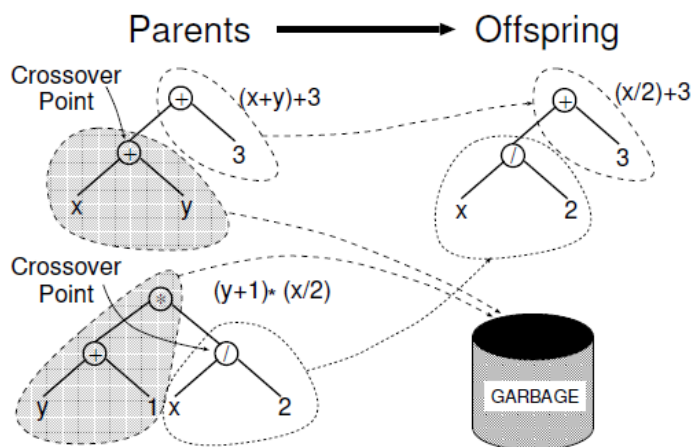 Parents
Offspring
Crossover
Point
+
(x+y)+3
+
3
x
y
+
(x/2)+3
/
3
x
2
Crossover
Point
*
(y+1)* (x/2)
+
/
y
1
x
2
GARBAGE